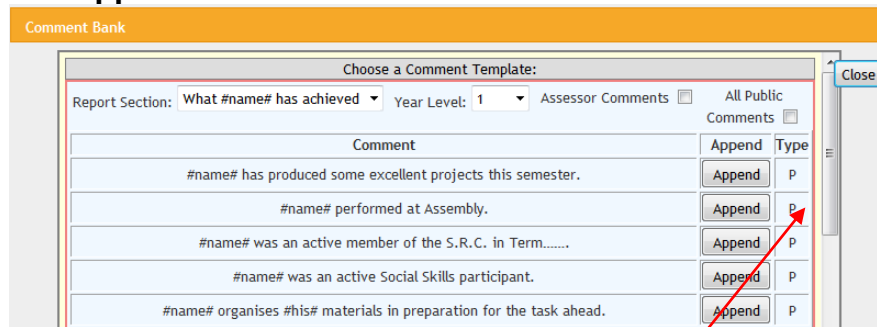 Comment Bank
Choose a Comment Template:
Close
Report Section: What #name# has achieved Year Level: 1 Assessor Comments All Public
Comments
Comment Append Type
#name# has produced some excellent projects this semester. Append P
#name# performed at Assembly. Append P
#name# was an active member of the S.R.C. in Term....... Append P
#name# was an active Social Skills participant. Append P
#name# organises #his# materials in preparation for the task ahead. Append P